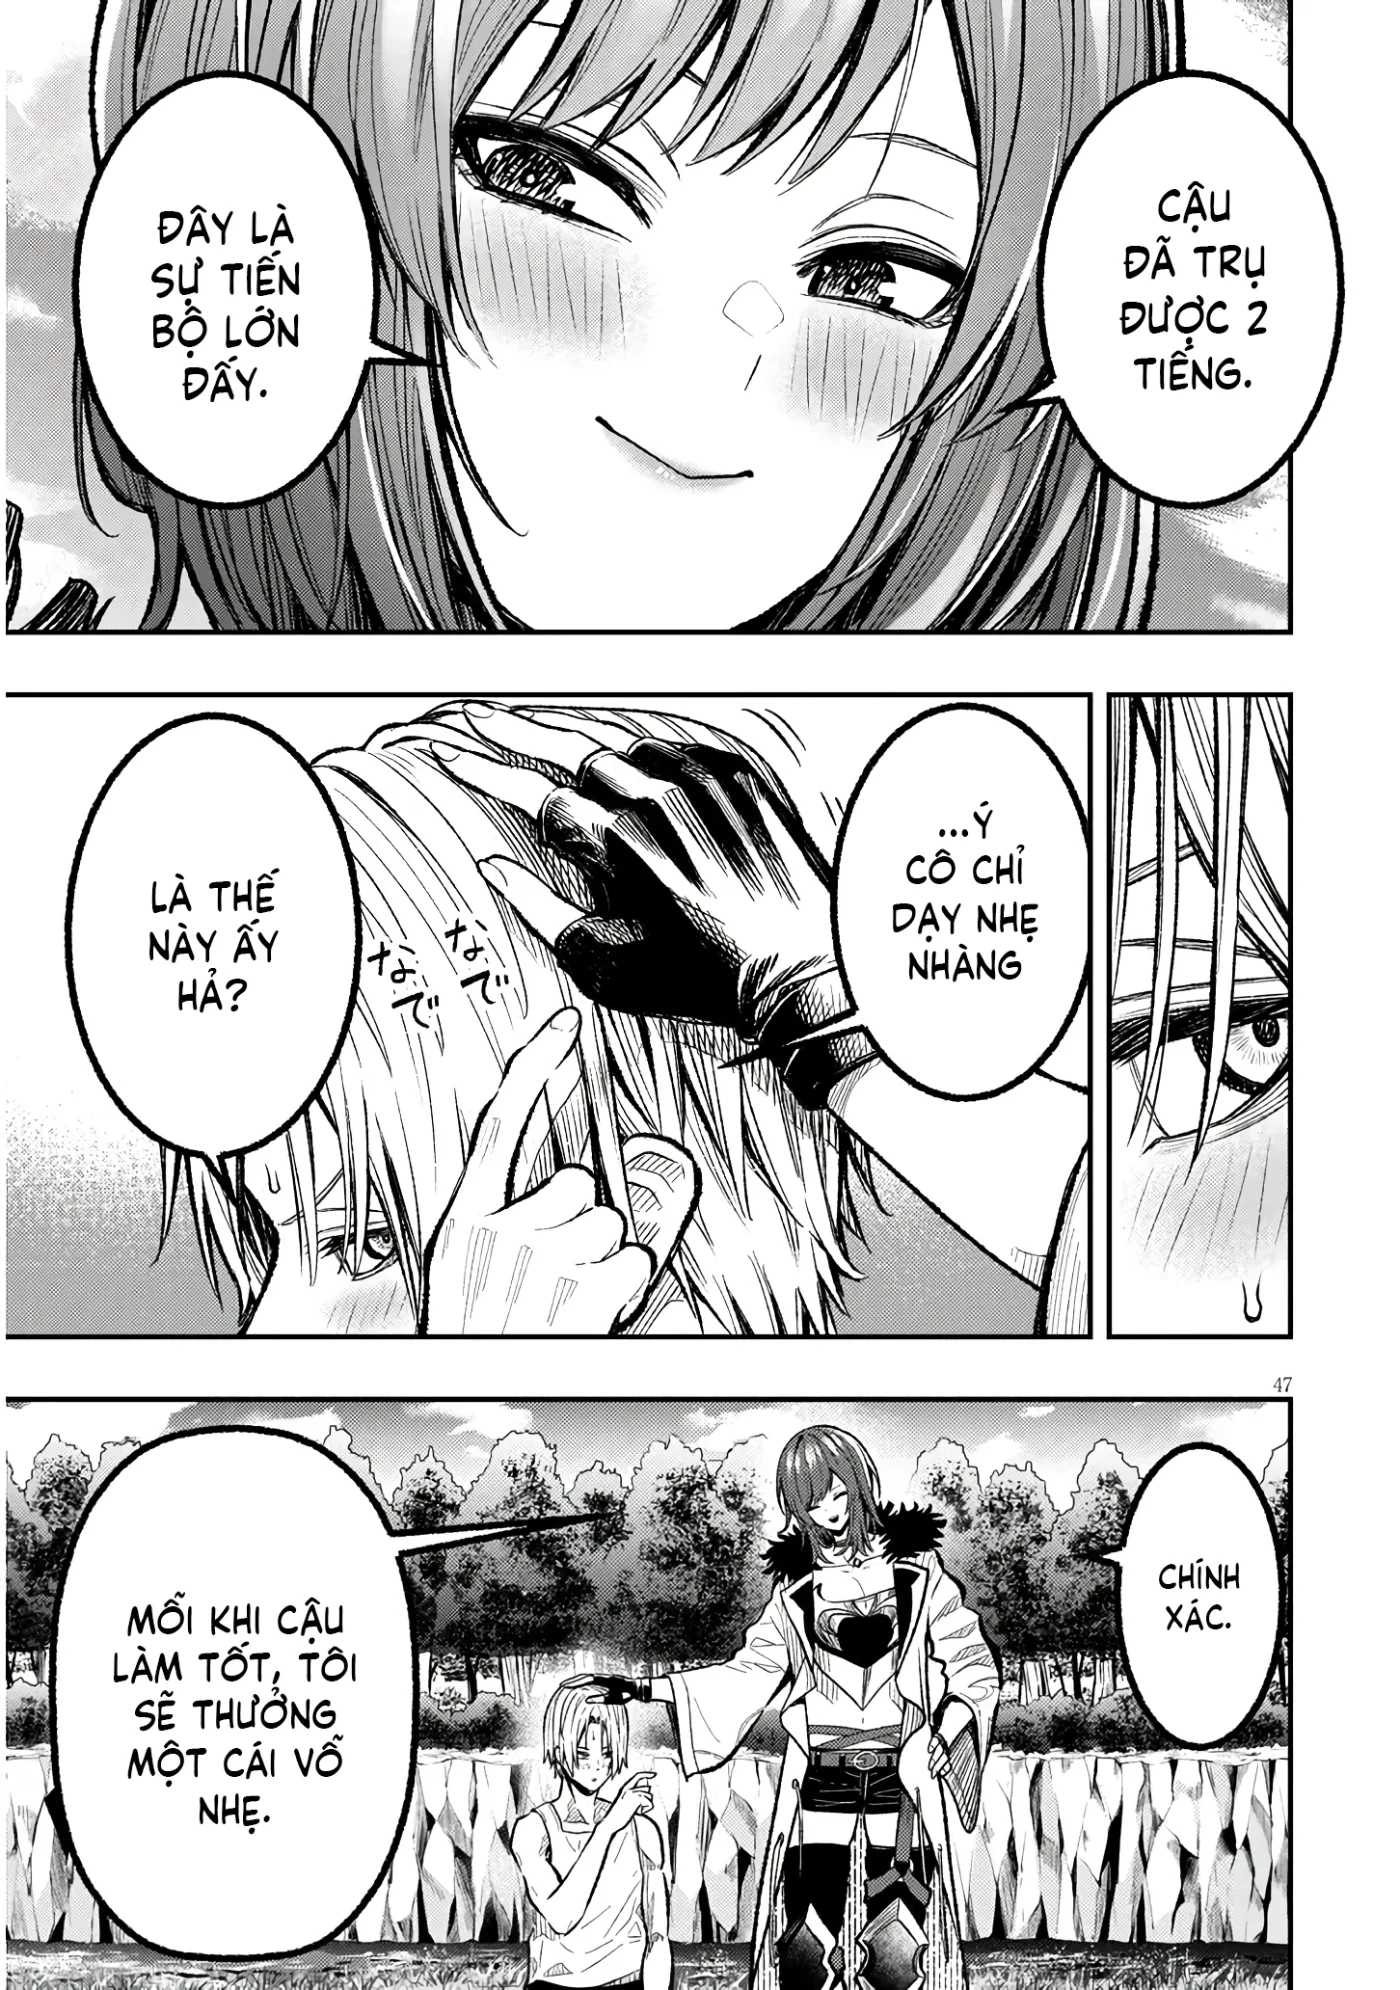 CẬU
ĐÃ TRỤ
ĐƯỢC 2
TIẾNG.
ĐÂY LÀ
SỰ TIẾN
BỘ LỚN
ĐẤY.
...Ý
CÔ CHỈ
DẠY NHẸ
NHÀNG
なで
なで
LÀ THẾ
NÀY ẤY
HẢ?
47
CHÍNH
XÁC.
MỖI KHI CẬU
LÀM TỐT, TÔI
SẼ THƯỞNG
MỘT CÁI VỖ
NHẸ.